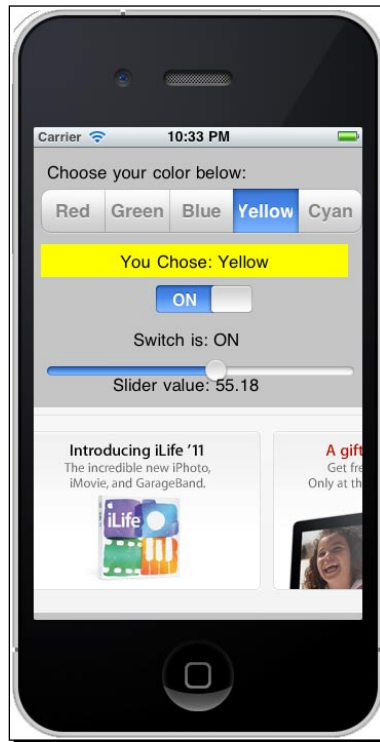 Carrier 10:33 PM
Choose your color below:
Red Green Blue Yellow Cyan
You Chose: Yellow
ON
Switch is: ON
Slider value: 55.18
Introducing iLife '11
The incredible new iPhoto,
iMovie, and GarageBand.
iLife
A gift
Get fre
Only at th